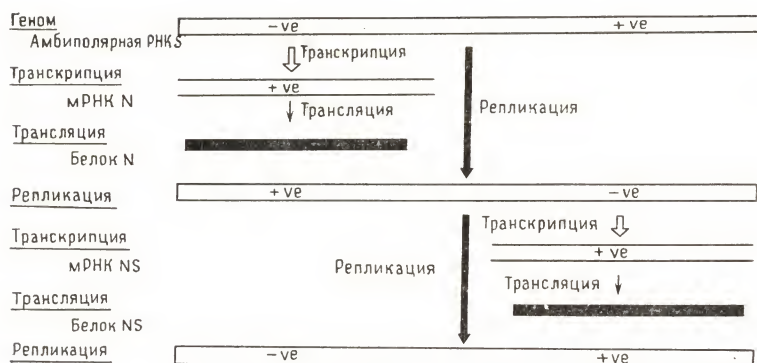 Геном
− ve + ve
Амбиполярная РНК S
Транскрипция
Транскрипция
+ ve
мРНК N
Трансляция
Репликация
Трансляция
Белок N
+ ve − ve
Репликация
Транскрипция
Транскрипция
+ ve
мРНК NS
Репликация
Трансляция
Трансляция
Белок NS
Репликация
− ve + ve